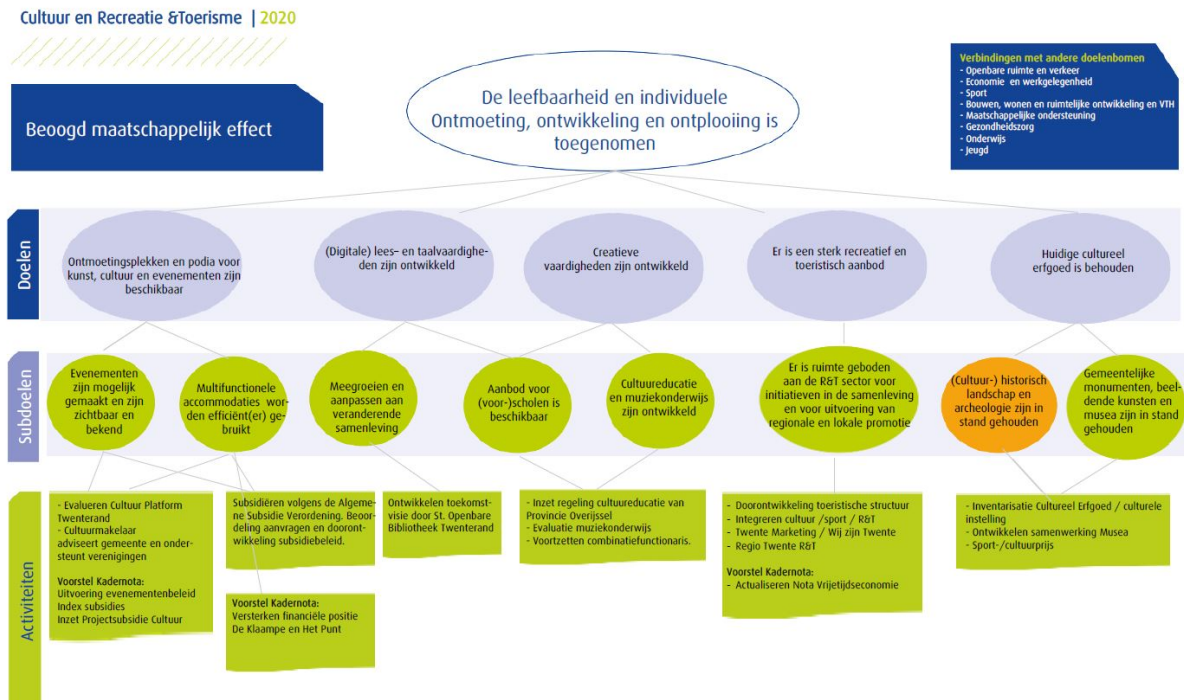 Cultuur en Recreatie &Toerisme | 2020
Beoogd maatschappelijk effect
De leefbaarheid en individuele
Ontmoeting, ontwikkeling en ontplooiing is
toegenomen
Verbindingen met andere doelenbomen
- Openbare ruimte en verkeer
- Economie en werkgelegenheid
- Sport
- Bouwen, wonen en ruimtelijke ontwikkeling en VTH
- Maatschappelijke ondersteuning
- Gezondheidszorg
- Onderwijs
- Jeugd
Doelen
Ontmoetingsplekken en podia voor
kunst, cultuur en evenementen zijn
beschikbaar
(Digitale) lees- en taalvaardighe-
den zijn ontwikkeld
Creatieve
vaardigheden zijn ontwikkeld
Er is een sterk recreatief en
toeristisch aanbod
Huidige cultureel
erfgoed is behouden
Subdoelen
Evenementen
zijn mogelijk
gemaakt en zijn
zichtbaar en
bekend
Multifunctionele
accommodaties wor-
den efficiënt(er) ge-
bruikt
Meegroeien en
aanpassen aan
veranderende
samenleving
Aanbod voor
(voor-)scholen is
beschikbaar
Cultuureducatie
en muziekonderwijs
zijn ontwikkeld
Er is ruimte geboden
aan de R&T sector voor
initiatieven in de samenleving
en voor uitvoering van
regionale en lokale promotie
(Cultuur-) historisch
landschap en
archeologie zijn in
stand gehouden
Gemeentelijke
monumenten, beel-
dende kunsten en
musea zijn in stand
gehouden
Activiteiten
- Evalueren Cultuur Platform
Twenterand
- Cultuurmakelaar
adviseert gemeente en onder-
steunt verenigingen
Voorstel Kadernota:
Uitvoering evenementenbeleid
Index subsidies
Inzet Projectsubsidie Cultuur
Subsidiëren volgens de Algeme-
ne Subsidie Verordening. Beoor-
deling aanvragen en dooront-
wikkeling subsidiebeleid.
Voorstel Kadernota:
Versterken financiële positie
De Klaampe en Het Punt
Ontwikkelen toekomst-
visie door St. Openbare
Bibliotheek Twenterand
- Inzet regeling cultuureducatie van
Provincie Overijssel
- Evaluatie muziekonderwijs
- Voortzetten combinatiefunctionaris.
- Doorontwikkeling toeristische structuur
- Integreren cultuur /sport / R&T
- Twente Marketing / Wij zijn Twente
- Regio Twente R&T
Voorstel Kadernota:
- Actualiseren Nota Vrijetijdseconomie
- Inventarisatie Cultureel Erfgoed / culturele
instelling
- Ontwikkelen samenwerking Musea
- Sport-/cultuurprijs